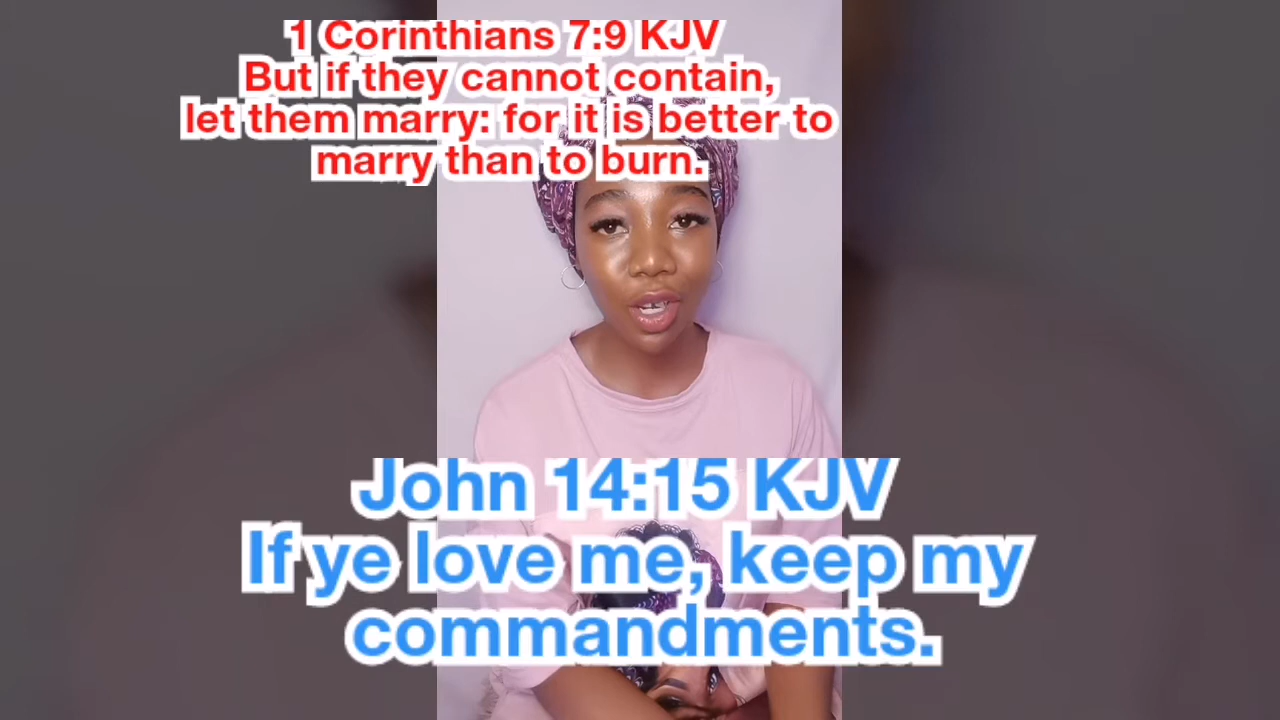 1 Corinthians 7:9 KJV
But if they cannot contain,
let them marry: for it is better to
marry than to burn.
John 14:15 KJV
If ye love me, keep my
commandments.